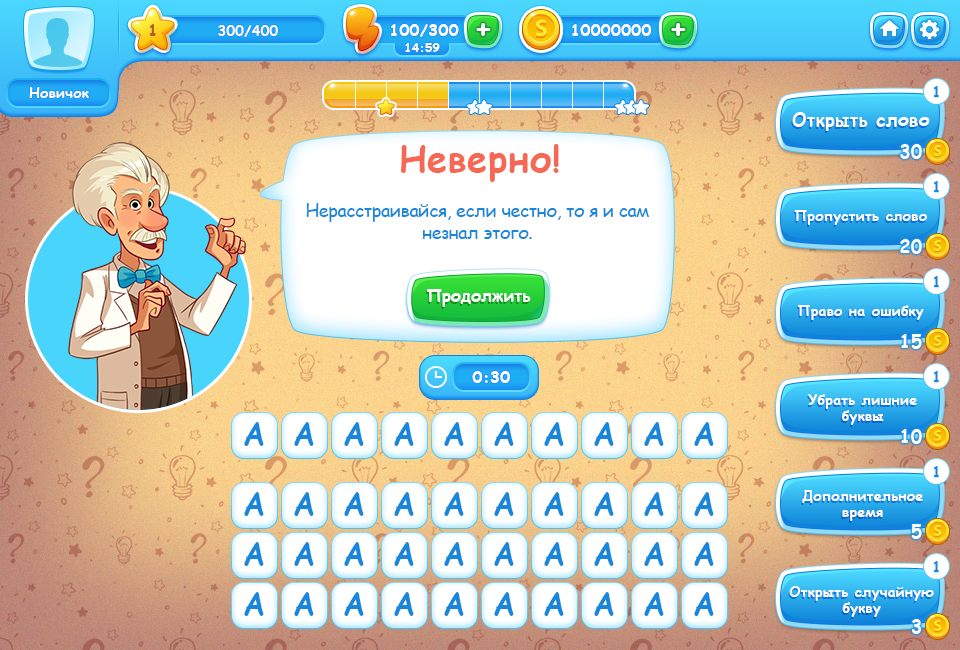 1
300/400
100/300
14:59
S
10000000
Новичок
Неверно!
Нерасстраивайся, если честно, то я и сам
незнал этого.
Продолжить
0:30
А А А А А А А А А А
А А А А А А А А А А
А А А А А А А А А А
А А А А А А А А А А
1
Открыть слово
30 S
1
Пропустить слово
20 S
1
Право на ошибку
15 S
1
Убрать лишние
буквы
10 S
1
Дополнительное
время
5 S
1
Открыть случайную
букву
3 S